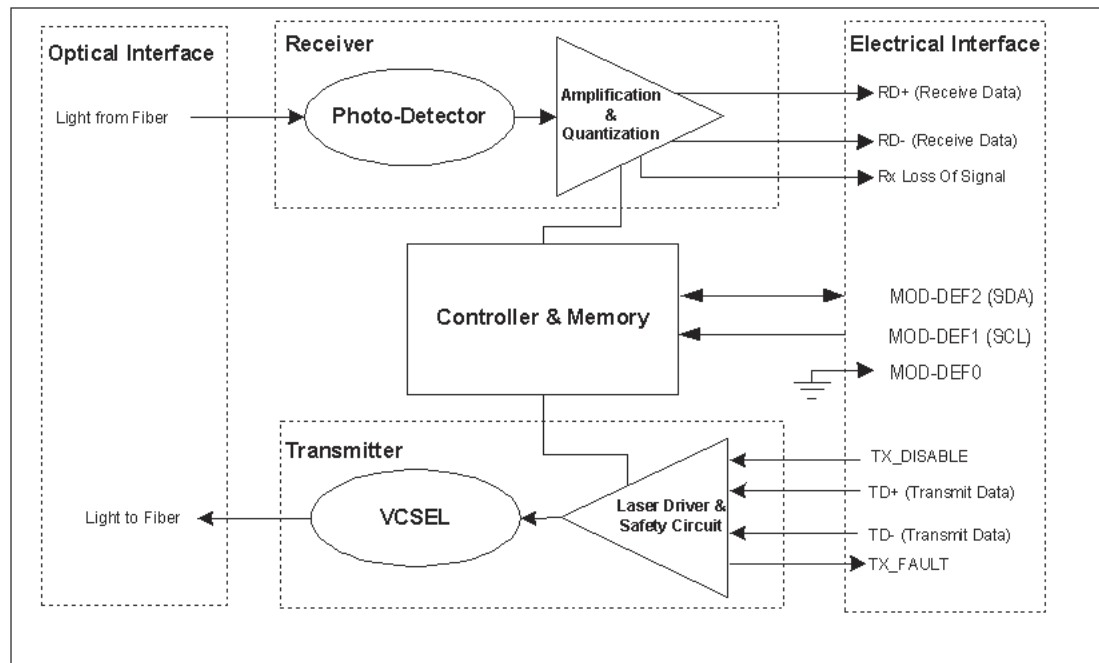 Optical Interface
Receiver
Electrical Interface
Light from Fiber
Photo-Detector
Amplification
&
Quantization
RD+ (Receive Data)
RD- (Receive Data)
Rx Loss Of Signal
Controller & Memory
MOD-DEF2 (SDA)
MOD-DEF1 (SCL)
MOD-DEF0
Transmitter
Light to Fiber
VCSEL
Laser Driver &
Safety Circuit
TX_DISABLE
TD+ (Transmit Data)
TD- (Transmit Data)
TX_FAULT